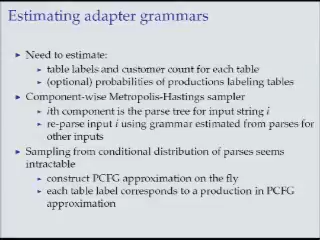 Estimating adapter grammars
Need to estimate:
table labels and customer count for each table
(optional) probabilities of productions labeling tables
Component-wise Metropolis-Hastings sampler
ith component is the parse tree for input string i
re-parse input i using grammar estimated from parses for
other inputs
Sampling from conditional distribution of parses seems
intractable
construct PCFG approximation on the fly
each table label corresponds to a production in PCFG
approximation